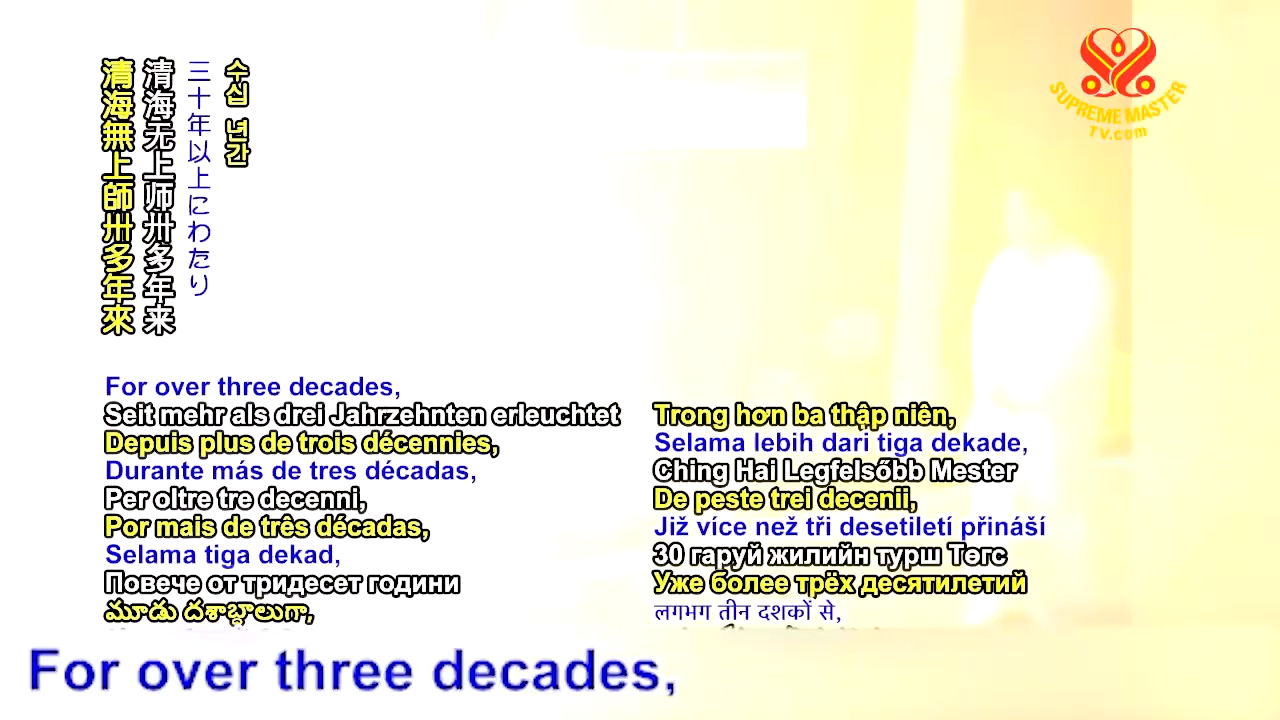 清海無上師卅多年來
清海无上师卅多年来
三十年以上にわたり
수십 년간
SUPREME MASTER
TV.com
For over three decades,
Seit mehr als drei Jahrzehnten erleuchtet
Depuis plus de trois décennies,
Durante más de tres décadas,
Per oltre tre decenni,
Por mais de três décadas,
Selama tiga dekad,
Повече от тридесет години
మూడు దశాబ్దాలుగా,
Trong hơn ba thập niên,
Selama lebih dari tiga dekade,
Ching Hai Legfelsőbb Mester
De peste trei decenii,
Již více než tři desetiletí přináší
30 гаруй жилийн турш Төгс
Уже более трёх десятилетий
लगभग तीन दशकों से,
For over three decades,